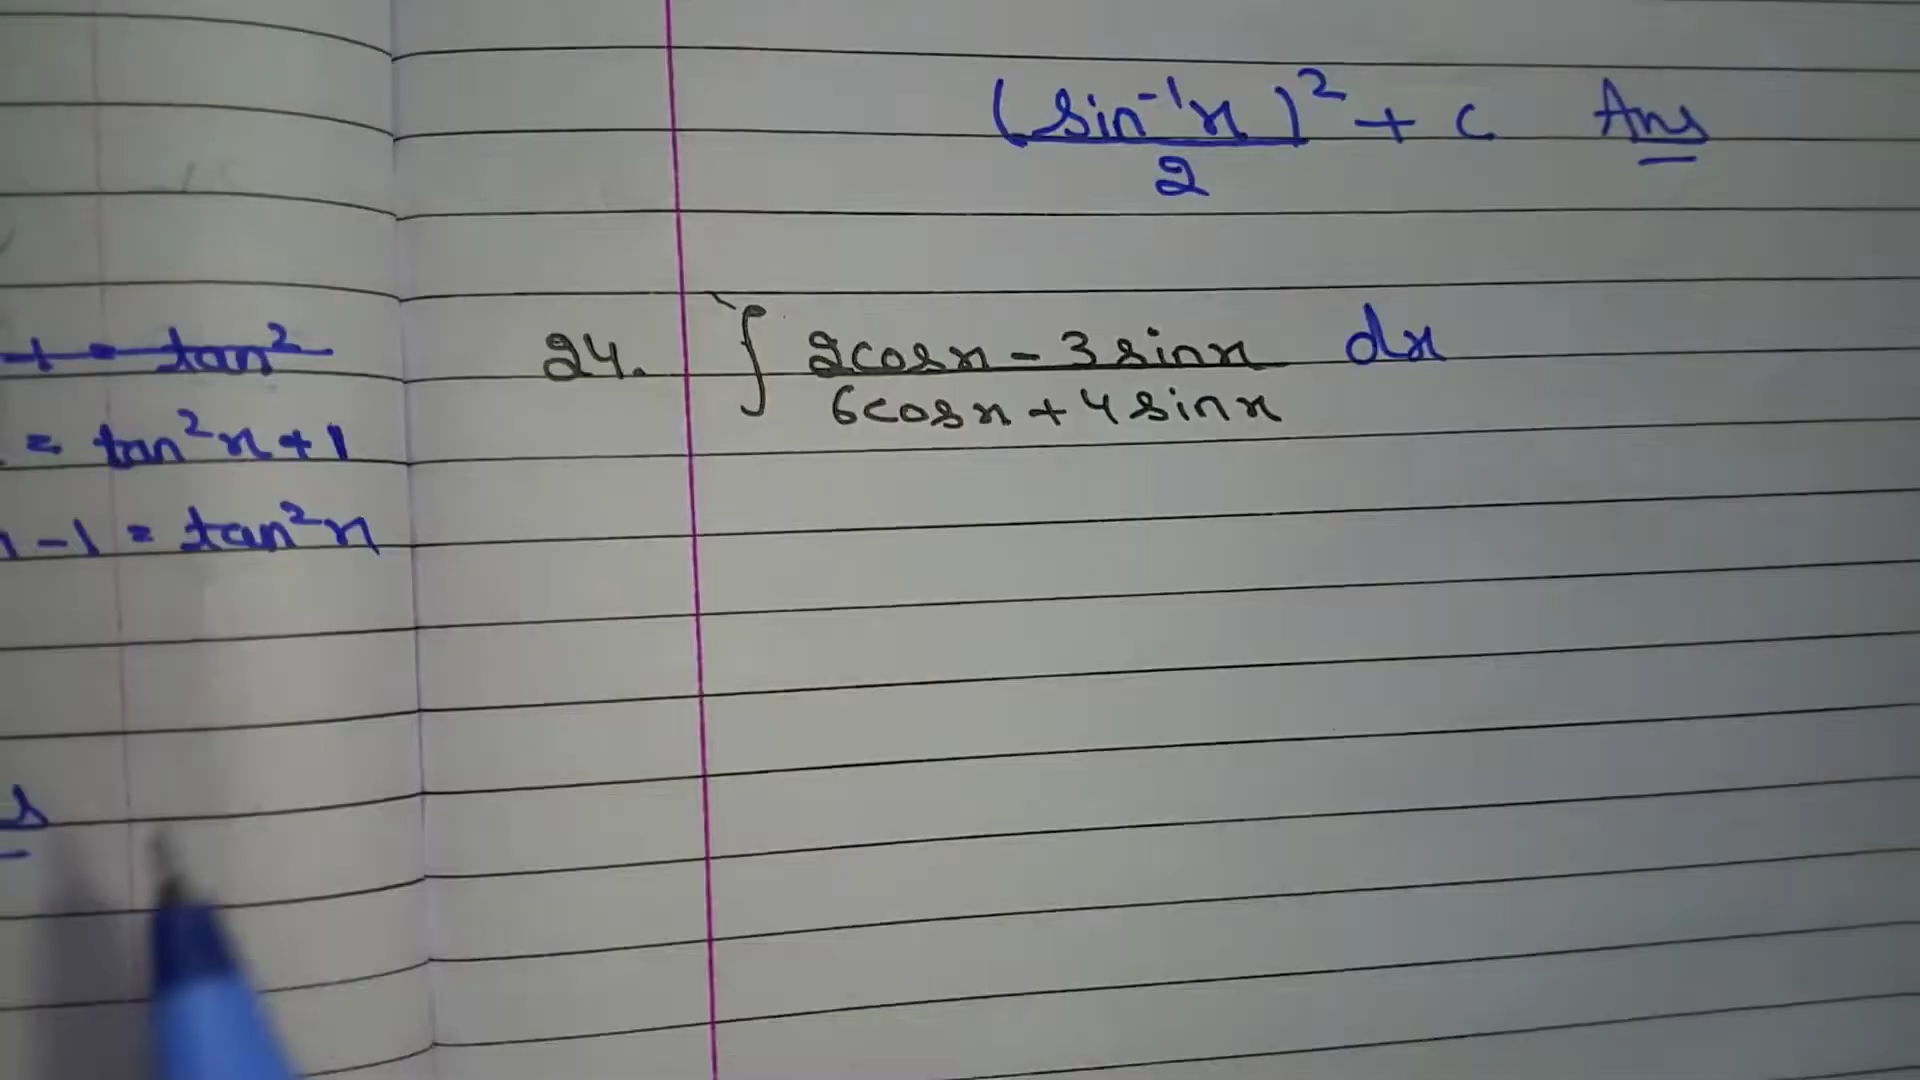 + = tan²
= tan²x+1
-1 = tan²x
s
(sin⁻¹x)²/2 + c Ans
24. ∫ (2cosx - 3sinx)/(6cosx + 4sinx) dx